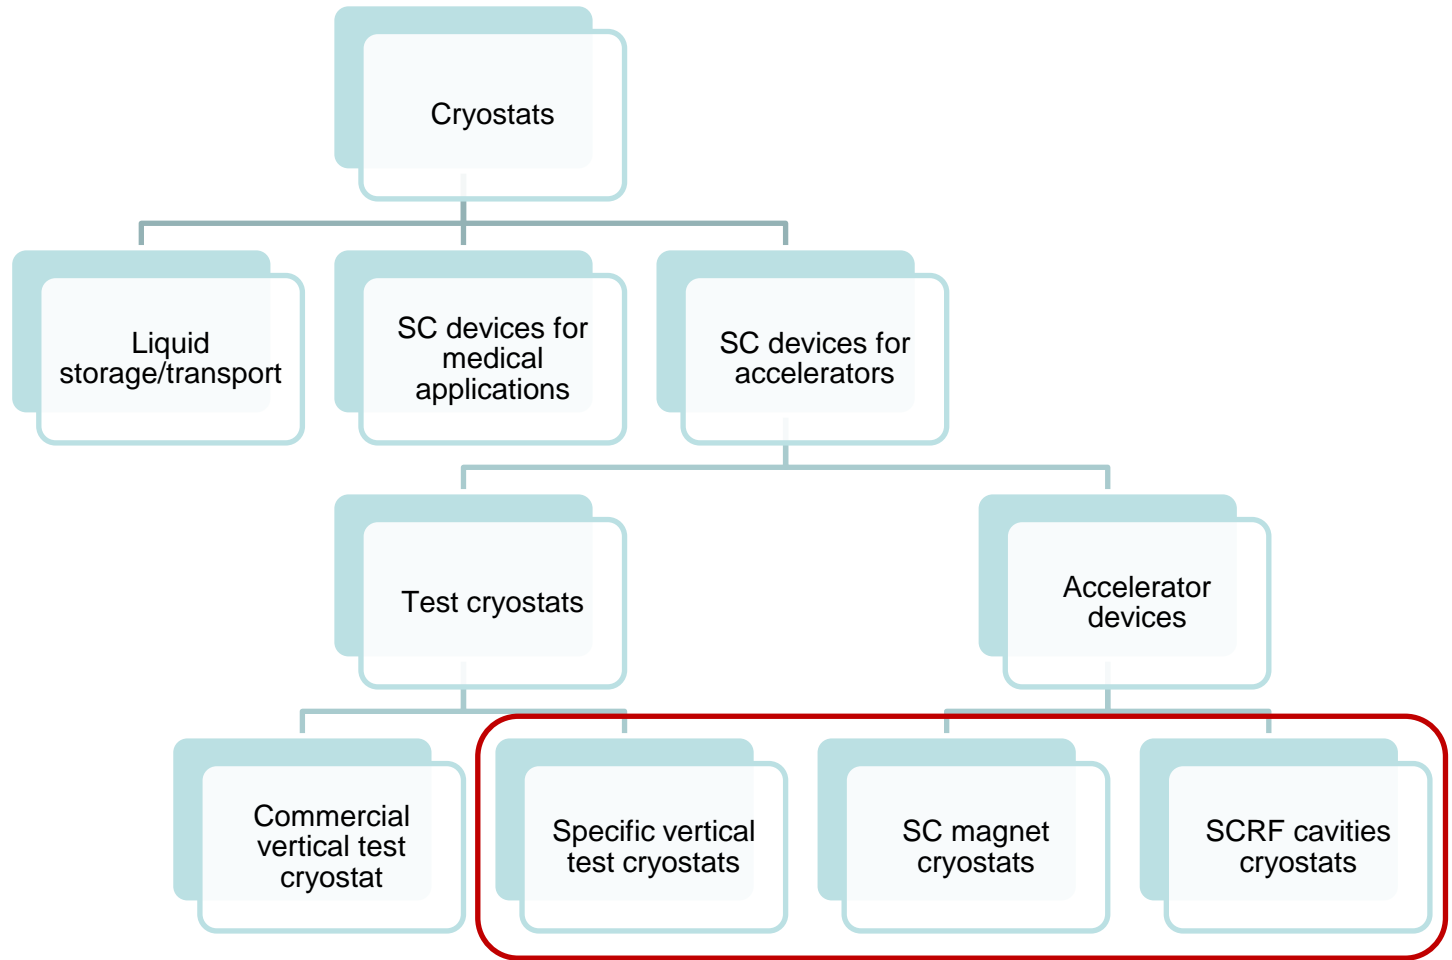 Cryostats
Liquid
storage/transport
SC devices for
medical
applications
SC devices for
accelerators
Test cryostats
Accelerator
devices
Commercial
vertical test
cryostat
Specific vertical
test cryostats
SC magnet
cryostats
SCRF cavities
cryostats